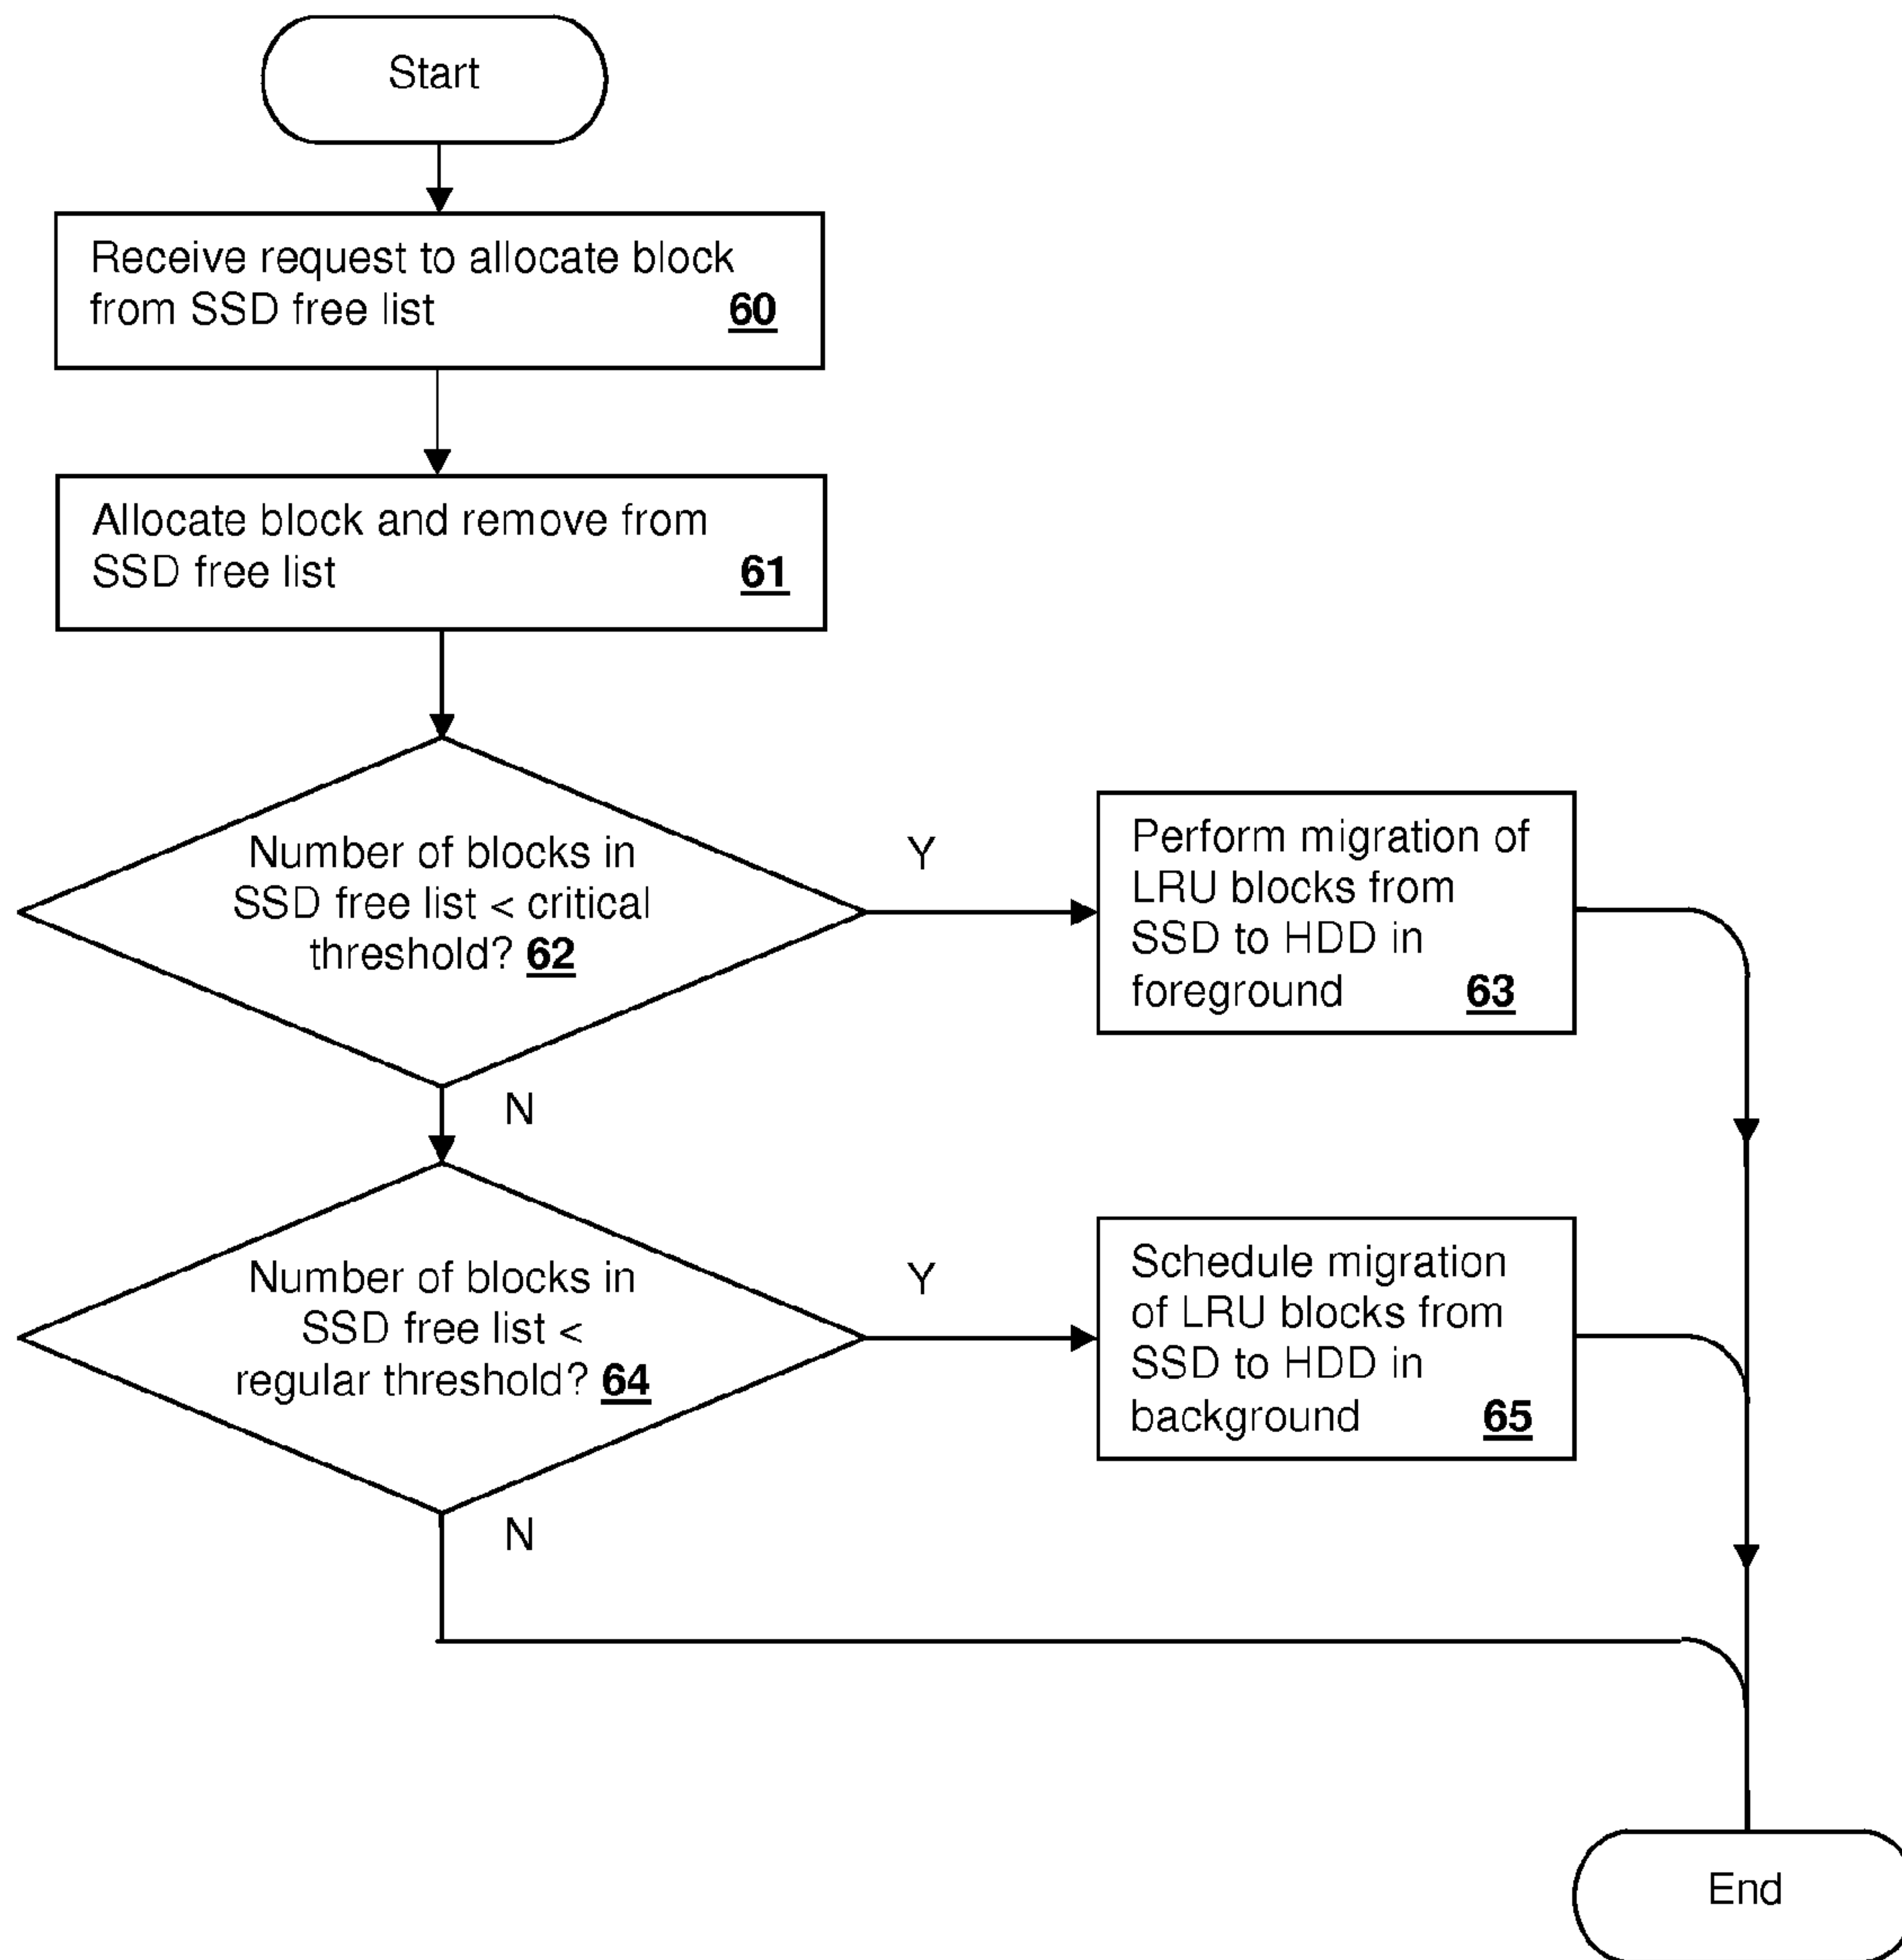 Start
Receive request to allocate block
from SSD free list 60
Allocate block and remove from
SSD free list 61
Number of blocks in
SSD free list < critical
threshold? 62
Y
Perform migration of
LRU blocks from
SSD to HDD in
foreground 63
N
Number of blocks in
SSD free list <
regular threshold? 64
Y
Schedule migration
of LRU blocks from
SSD to HDD in
background 65
N
End